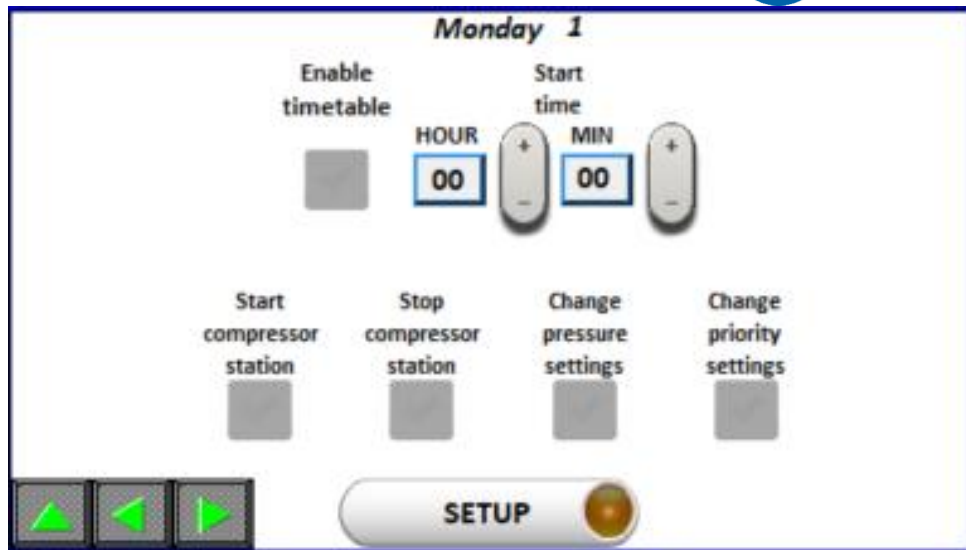 Monday 1
Enable
timetable
Start
time
HOUR
MIN
00
+
-
00
+
-
Start
compressor
station
Stop
compressor
station
Change
pressure
settings
Change
priority
settings
SETUP